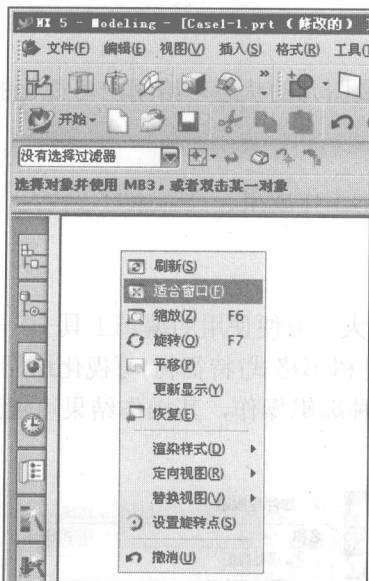 NX 5 - Modeling - [Case1-1.prt (修改的)
文件(F) 编辑(E) 视图(V) 插入(S) 格式(R)
开始
没有选择过滤器
选择对象并使用 MB3，或者双击某一对象
刷新(S)
适合窗口(F)
缩放(Z) F6
旋转(O) F7
平移(P)
更新显示(Y)
恢复(E)
渲染样式(D)
定向视图(R)
替换视图(V)
设置旋转点(S)
撤消(U)